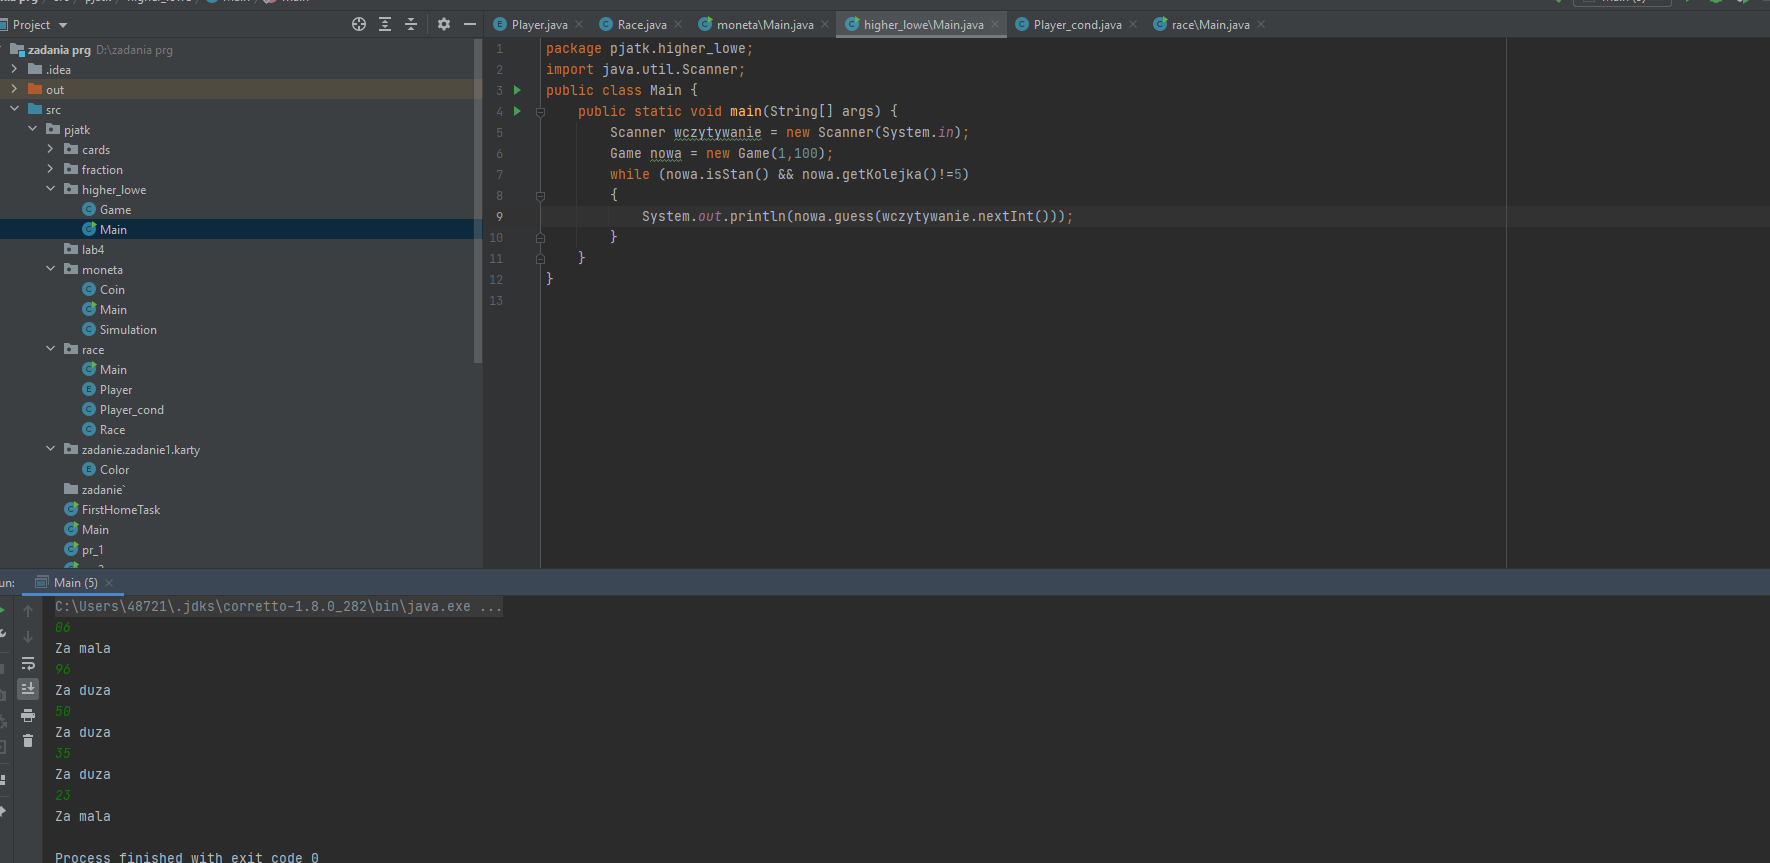 Project
zadania prg D:\zadania prg
.idea
out
src
pjatk
cards
fraction
higher_lowe
Game
Main
lab4
moneta
Coin
Main
Simulation
race
Main
Player
Player_cond
Race
zadanie.zadanie1.karty
Color
zadanie`
FirstHomeTask
Main
pr_1
Player.java
Race.java
moneta\Main.java
higher_lowe\Main.java
Player_cond.java
race\Main.java
1 package pjatk.higher_lowe;
2 import java.util.Scanner;
3 public class Main {
4 public static void main(String[] args) {
5 Scanner wczytywanie = new Scanner(System.in);
6 Game nowa = new Game(1,100);
7 while (nowa.isStan() && nowa.getKolejka()!=5)
8 {
9 System.out.println(nowa.guess(wczytywanie.nextInt()));
10 }
11 }
12 }
13
un:
Main (5)
C:\Users\48721\.jdks\corretto-1.8.0_282\bin\java.exe ...
06
Za mala
96
Za duza
50
Za duza
35
Za duza
23
Za mala
Process finished with exit code 0